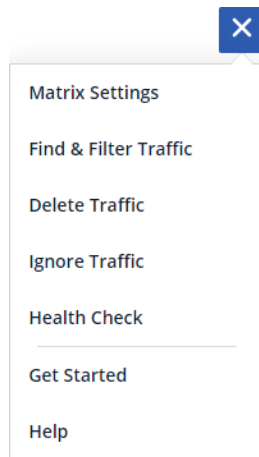 Matrix Settings
Find & Filter Traffic
Delete Traffic
Ignore Traffic
Health Check
Get Started
Help